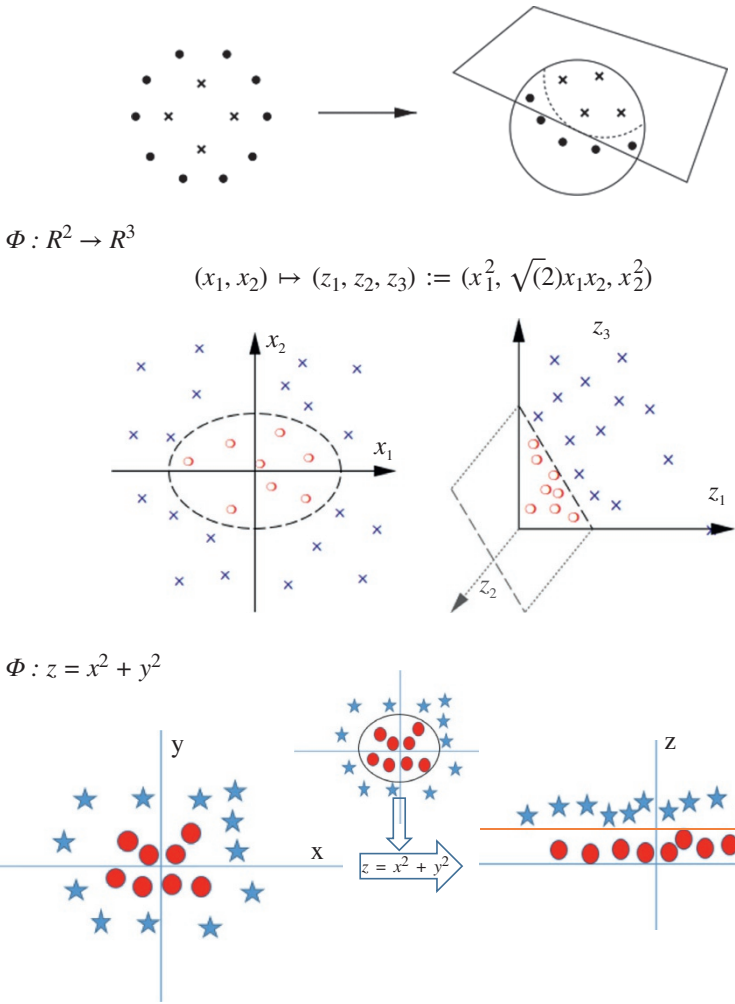 Φ : R² → R³
(x₁, x₂) ↦ (z₁, z₂, z₃) := (x₁², √(2)x₁x₂, x₂²)
x₂
x₁
z₃
z₁
z₂
Φ : z = x² + y²
y
x
z = x² + y²
z